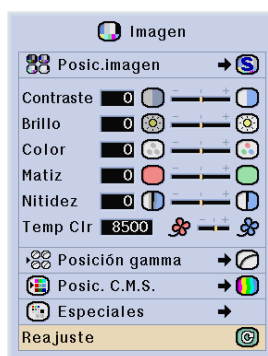 Imagen
Posic.imagen S
Contraste 0
Brillo 0
Color 0
Matiz 0
Nitidez 0
Temp Clr 8500
Posición gamma
Posic. C.M.S.
Especiales
Reajuste